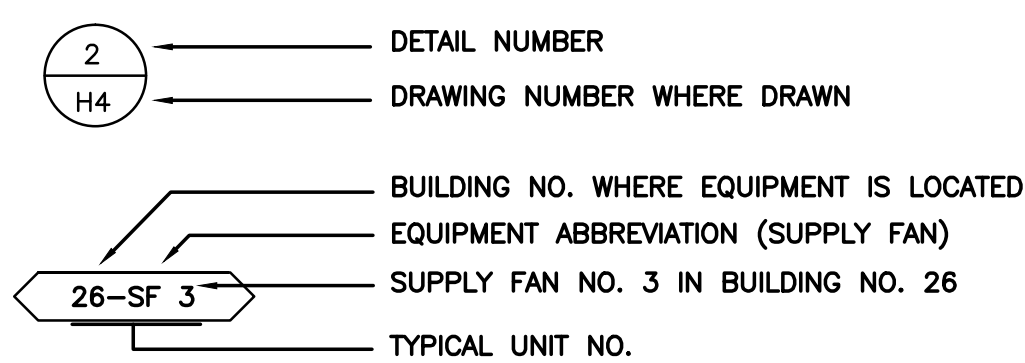 2
DETAIL NUMBER
H4
DRAWING NUMBER WHERE DRAWN
BUILDING NO. WHERE EQUIPMENT IS LOCATED
EQUIPMENT ABBREVIATION (SUPPLY FAN)
26-SF 3
SUPPLY FAN NO. 3 IN BUILDING NO. 26
TYPICAL UNIT NO.